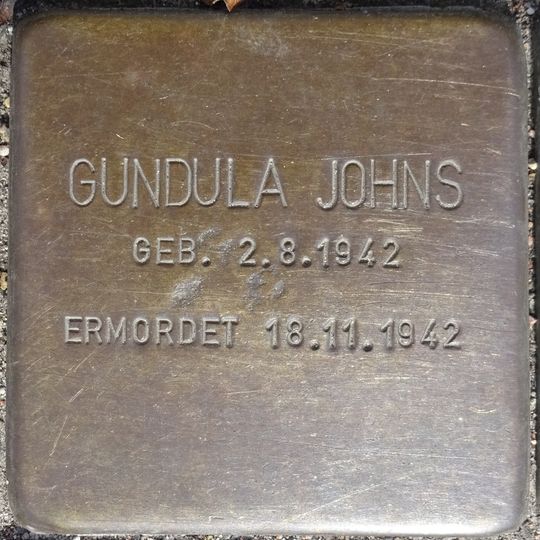 GUNDULA JOHNS
GEB. 2.8.1942
ERMORDET 18.11.1942